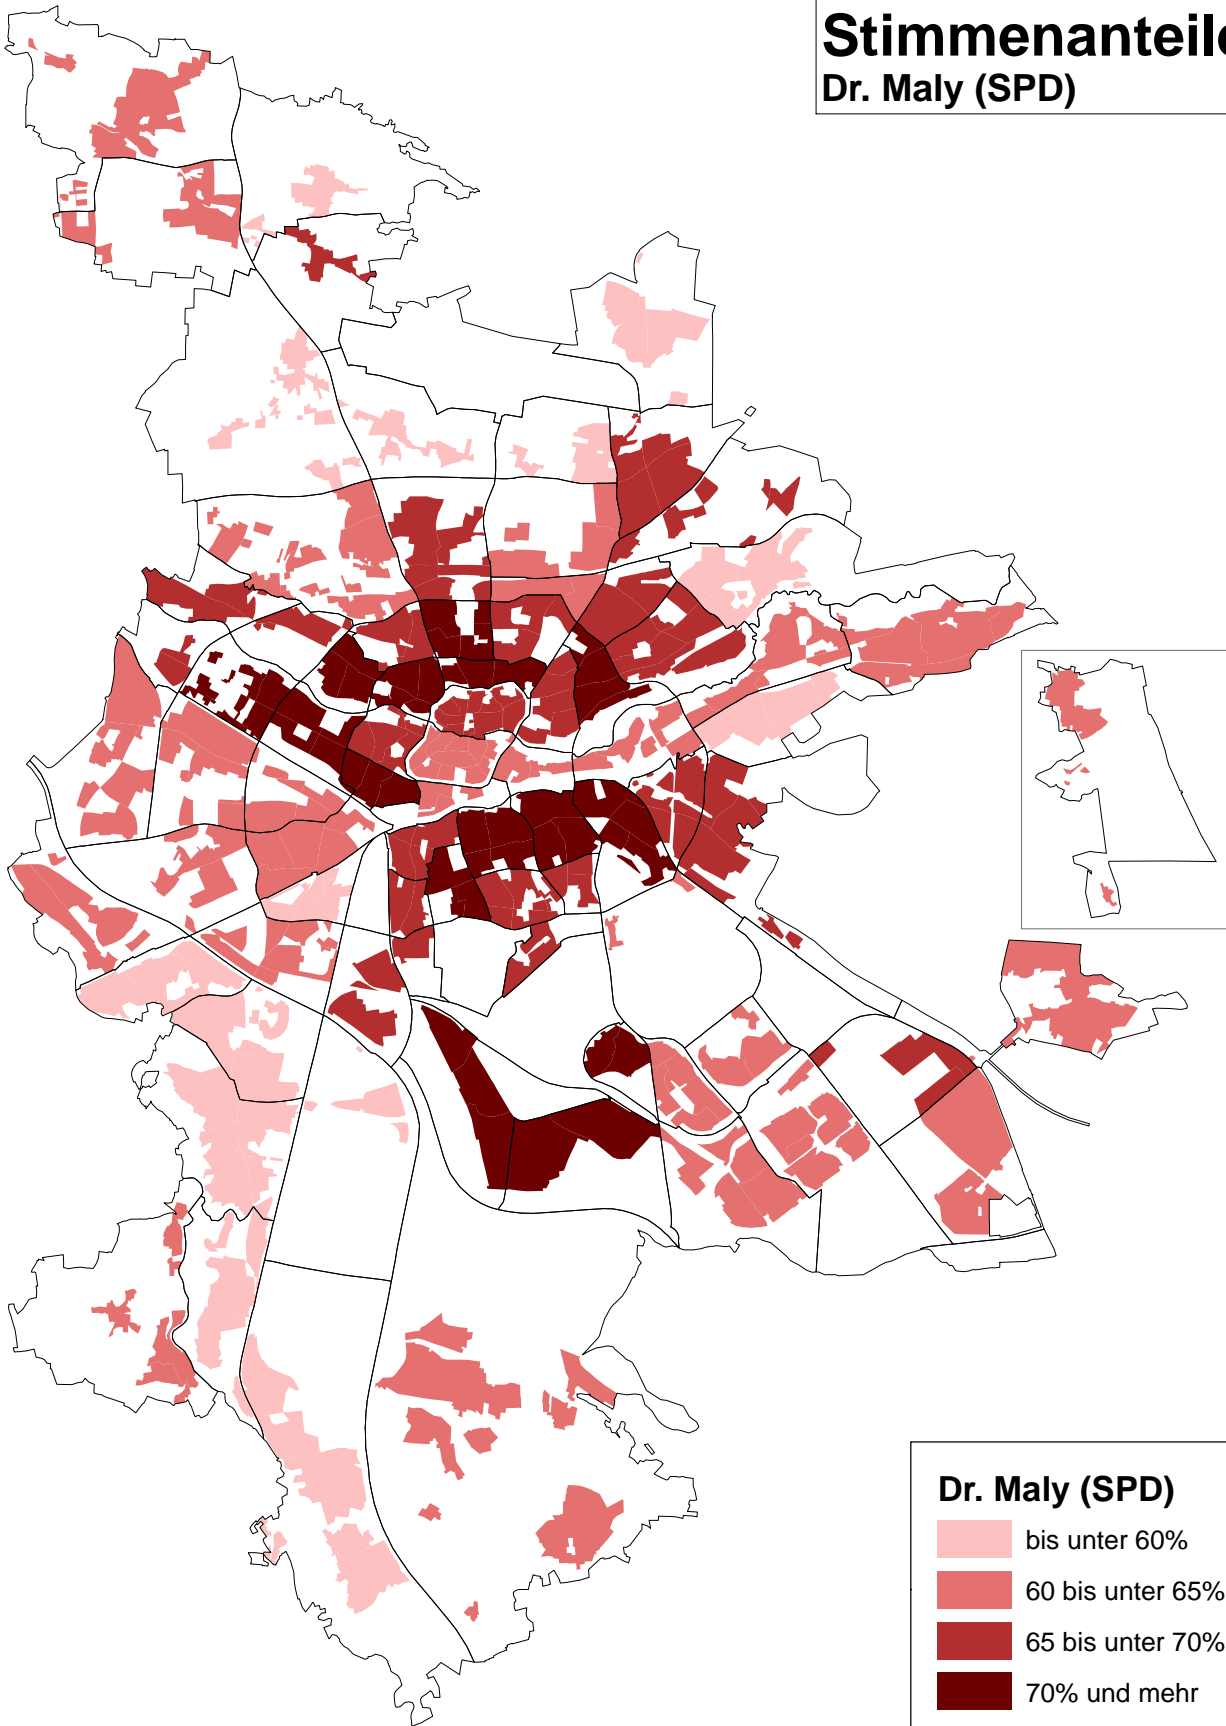 Stimmenanteile
Dr. Maly (SPD)
Dr. Maly (SPD)
bis unter 60%
60 bis unter 65%
65 bis unter 70%
70% und mehr